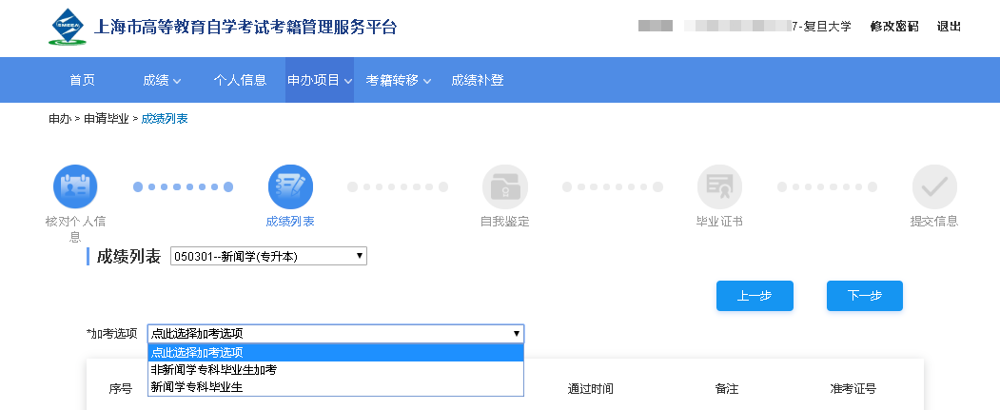 上海市高等教育自学考试考籍管理服务平台
7-复旦大学 修改密码 退出
首页 成绩 个人信息 申办项目 考籍转移 成绩补登
申办 > 申请毕业 > 成绩列表
核对个人信
息
成绩列表
自我鉴定
毕业证书
提交信息
成绩列表 050301--新闻学(专升本)
上一步 下一步
*加考选项 点此选择加考选项
点此选择加考选项
非新闻学专科毕业生加考
新闻学专科毕业生
序号 通过时间 备注 准考证号